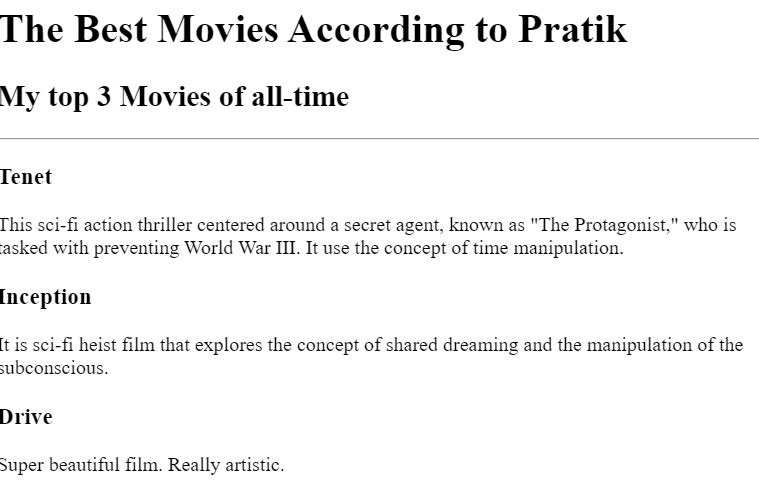 The Best Movies According to Pratik
My top 3 Movies of all-time
Tenet
This sci-fi action thriller centered around a secret agent, known as "The Protagonist," who is
tasked with preventing World War III. It use the concept of time manipulation.
Inception
It is sci-fi heist film that explores the concept of shared dreaming and the manipulation of the
subconscious.
Drive
Super beautiful film. Really artistic.